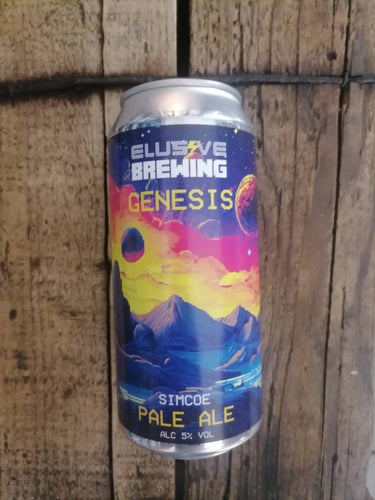 ELUSIVE
BREWING
GENESIS
SIMCOE
PALE ALE
ALC 5% VOL